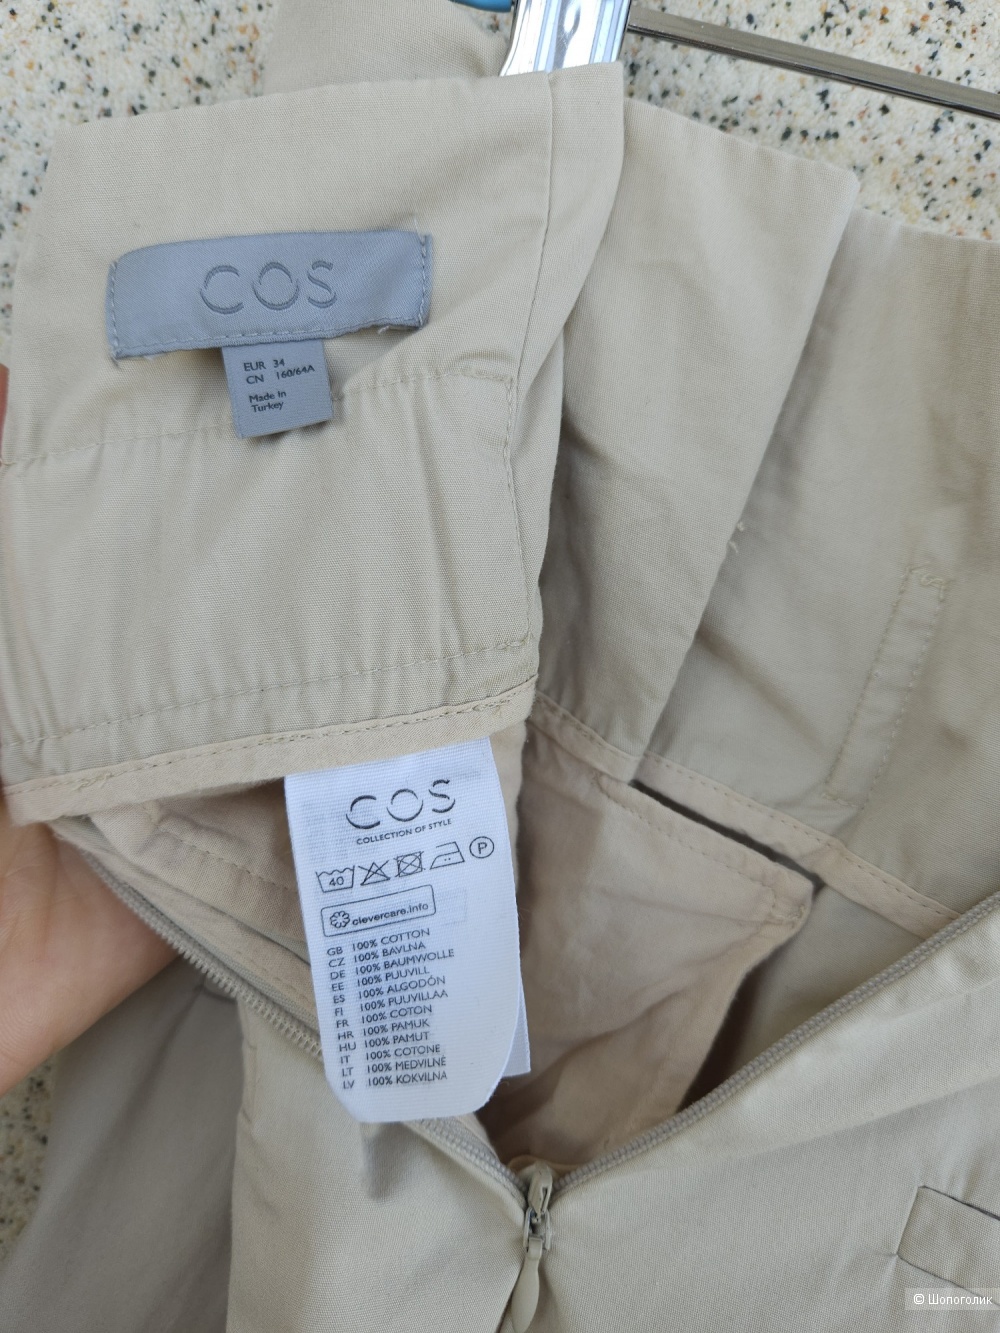 COS
EUR 34
CN 160/64A
Made in
Turkey
COS
COLLECTION OF STYLE
40
P
clevercare.info
GB 100% COTTON
CZ 100% BAVLNA
DE 100% BAUMWOLLE
EE 100% PUUVILL
ES 100% ALGODÓN
FI 100% PUUVILLAA
FR 100% COTON
HR 100% PAMUK
HU 100% PAMUT
IT 100% COTONE
LT 100% MEDVILNĖ
LV 100% KOKVILNA
© Шопоголик